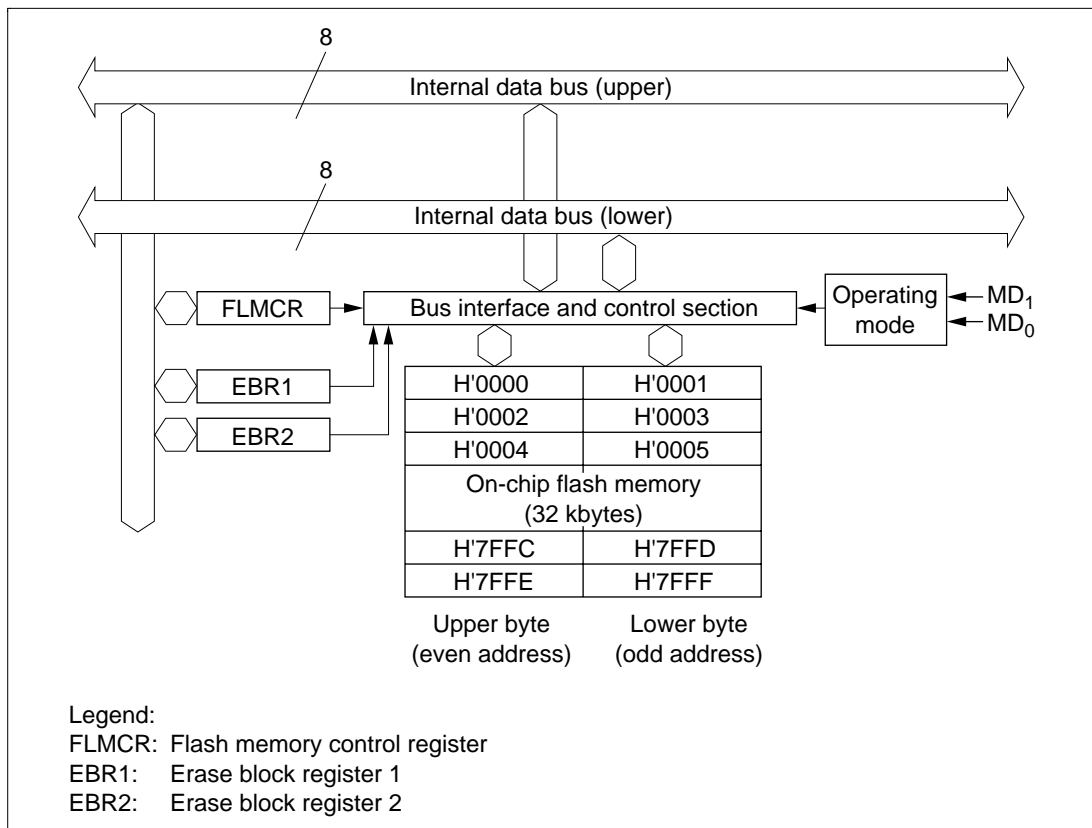 8
Internal data bus (upper)
8
Internal data bus (lower)
FLMCR
Bus interface and control section
Operating
mode
MD1
MD0
EBR1
EBR2
H'0000 H'0001
H'0002 H'0003
H'0004 H'0005
On-chip flash memory
(32 kbytes)
H'7FFC H'7FFD
H'7FFE H'7FFF
Upper byte
(even address)
Lower byte
(odd address)
Legend:
FLMCR: Flash memory control register
EBR1: Erase block register 1
EBR2: Erase block register 2